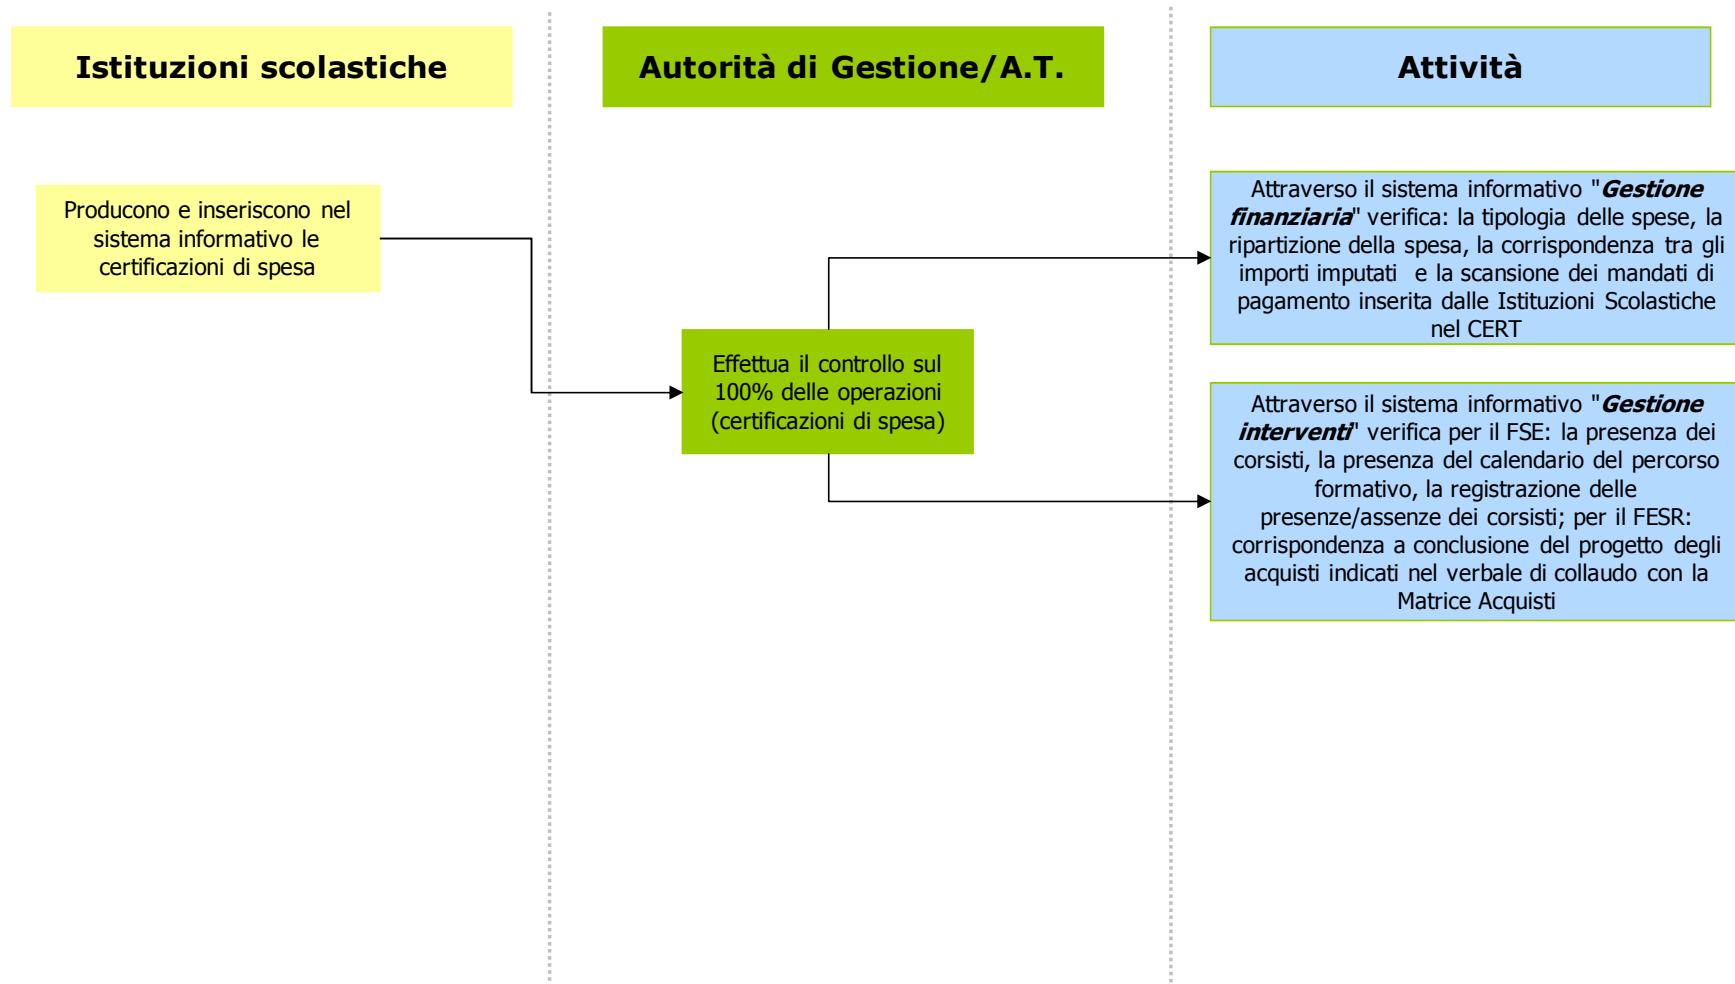 Istituzioni scolastiche
Autorità di Gestione/A.T.
Attività
Producono e inseriscono nel
sistema informativo le
certificazioni di spesa
Effettua il controllo sul
100% delle operazioni
(certificazioni di spesa)
Attraverso il sistema informativo "Gestione
finanziaria" verifica: la tipologia delle spese, la
ripartizione della spesa, la corrispondenza tra gli
importi imputati e la scansione dei mandati di
pagamento inserita dalle Istituzioni Scolastiche
nel CERT
Attraverso il sistema informativo "Gestione
interventi" verifica per il FSE: la presenza dei
corsisti, la presenza del calendario del percorso
formativo, la registrazione delle
presenze/assenze dei corsisti; per il FESR:
corrispondenza a conclusione del progetto degli
acquisti indicati nel verbale di collaudo con la
Matrice Acquisti